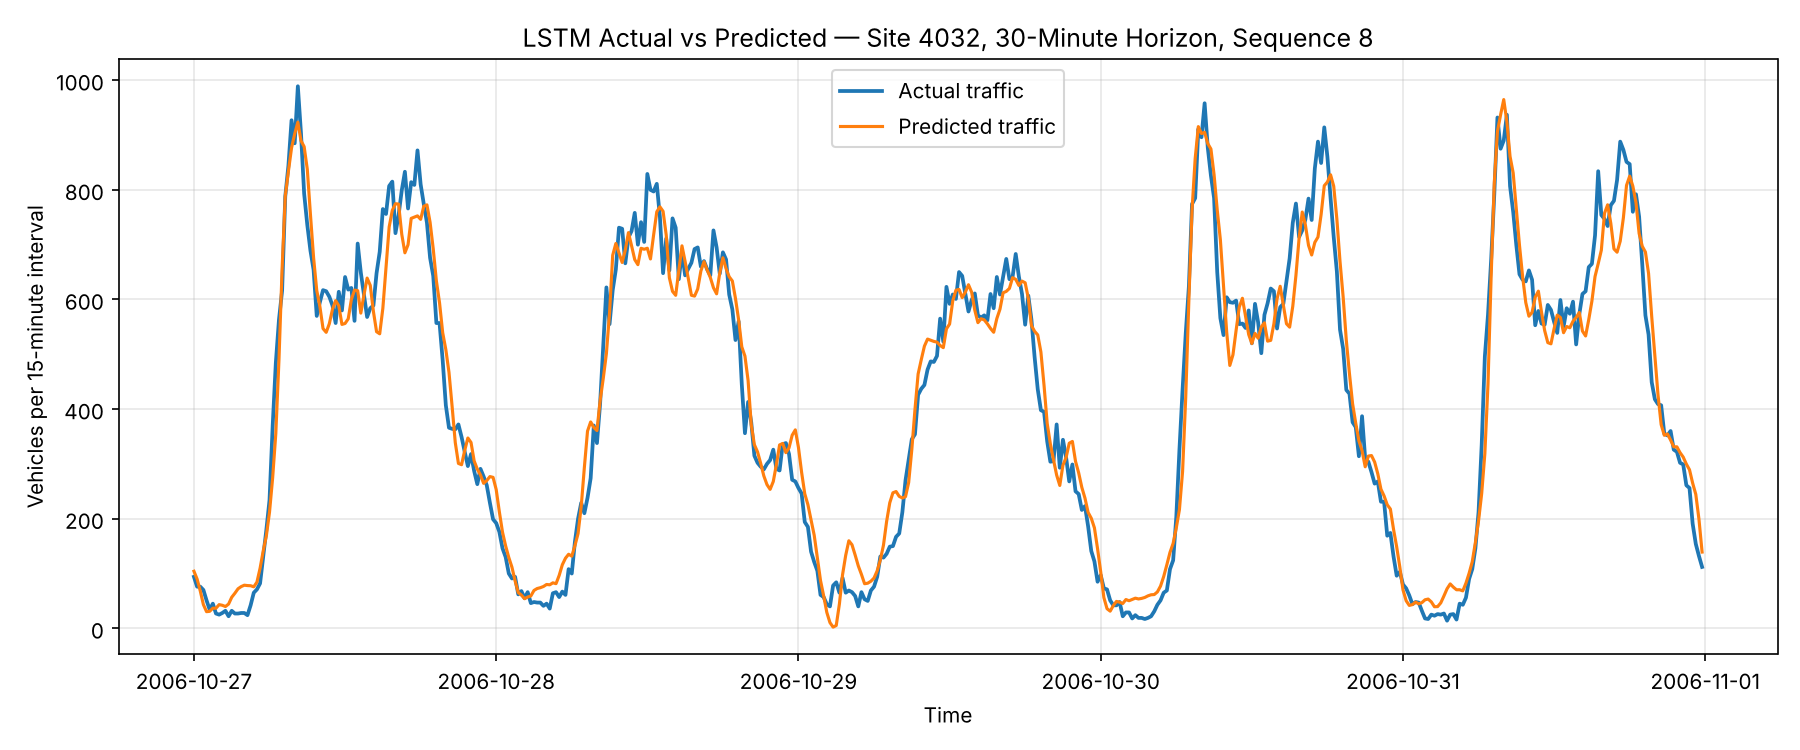 LSTM Actual vs Predicted — Site 4032, 30-Minute Horizon, Sequence 8
Actual traffic
Predicted traffic
Vehicles per 15-minute interval
1000
800
600
400
200
0
2006-10-27
2006-10-28
2006-10-29
2006-10-30
2006-10-31
2006-11-01
Time